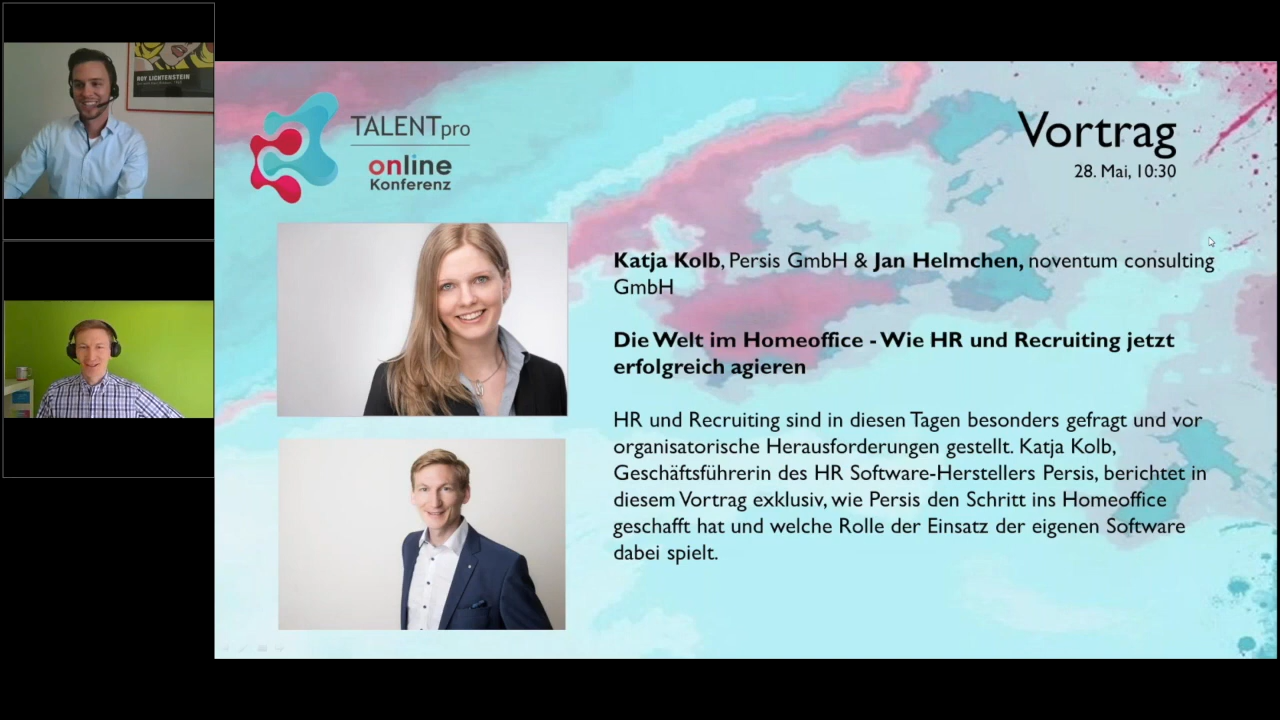 ROY LICHTENSTEIN
TALENTpro
online
Konferenz
Vortrag
28. Mai, 10:30
Katja Kolb, Persis GmbH & Jan Helmchen, noventum consulting
GmbH
Die Welt im Homeoffice - Wie HR und Recruiting jetzt
erfolgreich agieren
HR und Recruiting sind in diesen Tagen besonders gefragt und vor
organisatorische Herausforderungen gestellt. Katja Kolb,
Geschäftsführerin des HR Software-Herstellers Persis, berichtet in
diesem Vortrag exklusiv, wie Persis den Schritt ins Homeoffice
geschafft hat und welche Rolle der Einsatz der eigenen Software
dabei spielt.